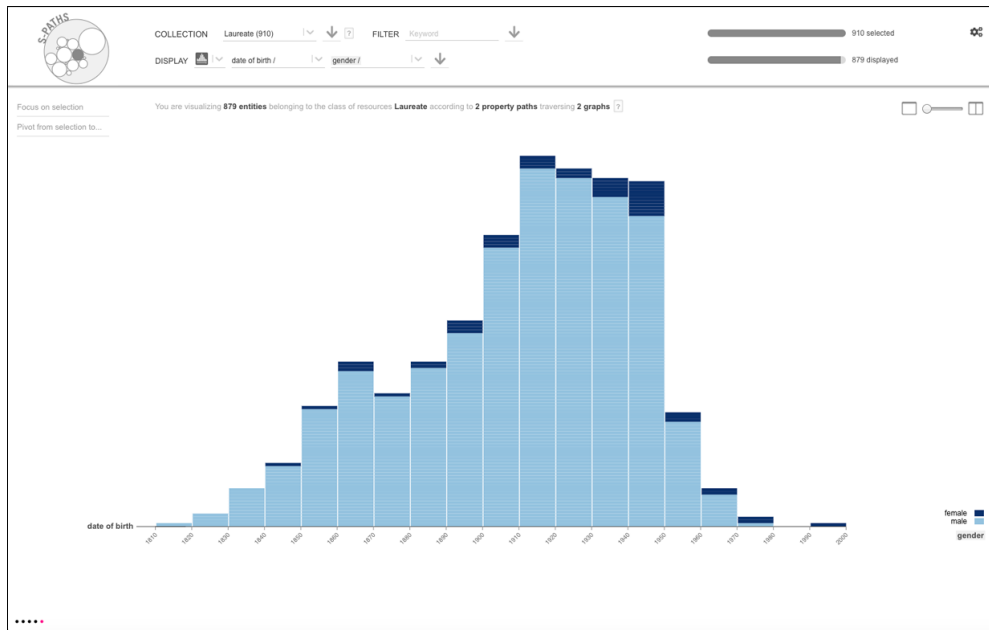 S-PATHS
COLLECTION Laureate (910) ? FILTER Keyword 910 selected
DISPLAY date of birth / gender / 879 displayed
Focus on selection
You are visualizing 879 entities belonging to the class of resources Laureate according to 2 property paths traversing 2 graphs ?
Pivot from selection to...
female
male
gender
date of birth
1810 1820 1830 1840 1850 1860 1870 1880 1890 1900 1910 1920 1930 1940 1950 1960 1970 1980 1990 2000